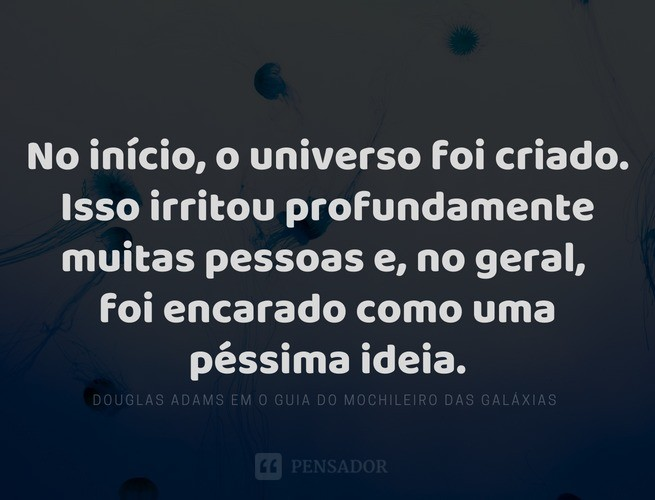 No início, o universo foi criado.
Isso irritou profundamente
muitas pessoas e, no geral,
foi encarado como uma
péssima ideia.
DOUGLAS ADAMS EM O GUIA DO MOCHILEIRO DAS GALÁXIAS
PENSADOR